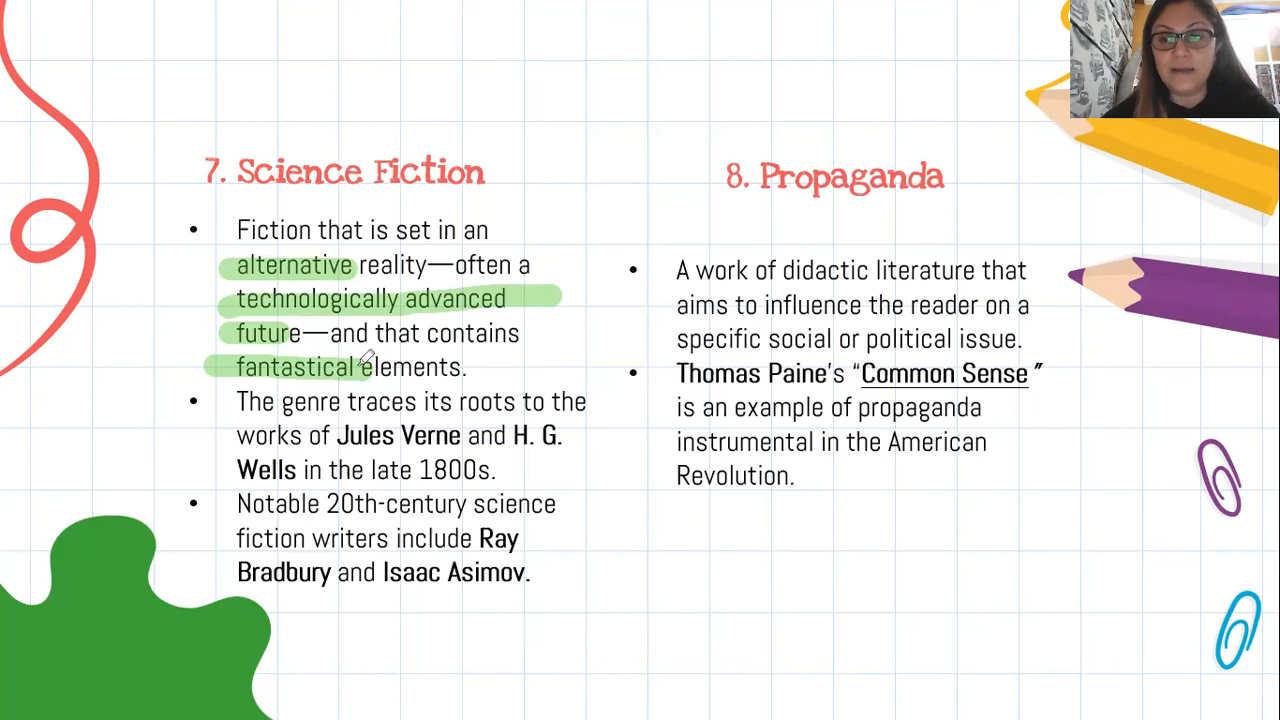 7. Science Fiction
• Fiction that is set in an
alternative reality—often a
technologically advanced
future—and that contains
fantastical elements.
• The genre traces its roots to the
works of Jules Verne and H. G.
Wells in the late 1800s.
• Notable 20th-century science
fiction writers include Ray
Bradbury and Isaac Asimov.
8. Propaganda
• A work of didactic literature that
aims to influence the reader on a
specific social or political issue.
• Thomas Paine's “Common Sense”
is an example of propaganda
instrumental in the American
Revolution.